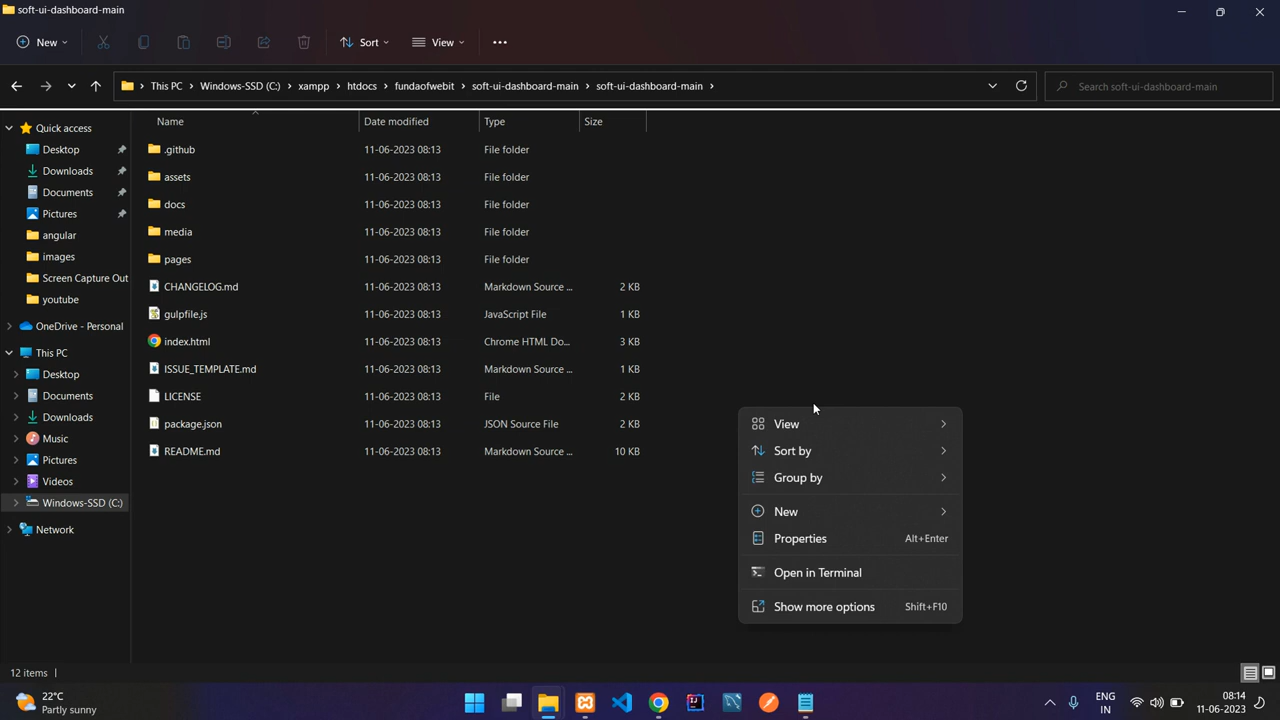 soft-ui-dashboard-main
New
Sort
View
This PC > Windows-SSD (C:) > xampp > htdocs > fundaofwebit > soft-ui-dashboard-main > soft-ui-dashboard-main >
Search soft-ui-dashboard-main
Name Date modified Type Size
Quick access
Desktop
Downloads
Documents
Pictures
angular
images
Screen Capture Out
youtube
OneDrive - Personal
This PC
Desktop
Documents
Downloads
Music
Pictures
Videos
Windows-SSD (C:)
Network
.github 11-06-2023 08:13 File folder
assets 11-06-2023 08:13 File folder
docs 11-06-2023 08:13 File folder
media 11-06-2023 08:13 File folder
pages 11-06-2023 08:13 File folder
CHANGELOG.md 11-06-2023 08:13 Markdown Source ... 2 KB
gulpfile.js 11-06-2023 08:13 JavaScript File 1 KB
index.html 11-06-2023 08:13 Chrome HTML Do... 3 KB
ISSUE_TEMPLATE.md 11-06-2023 08:13 Markdown Source ... 1 KB
LICENSE 11-06-2023 08:13 File 2 KB
package.json 11-06-2023 08:13 JSON Source File 2 KB
README.md 11-06-2023 08:13 Markdown Source ... 10 KB
View
Sort by
Group by
New
Properties Alt+Enter
Open in Terminal
Show more options Shift+F10
12 items
22°C
Partly sunny
ENG
IN
08:14
11-06-2023